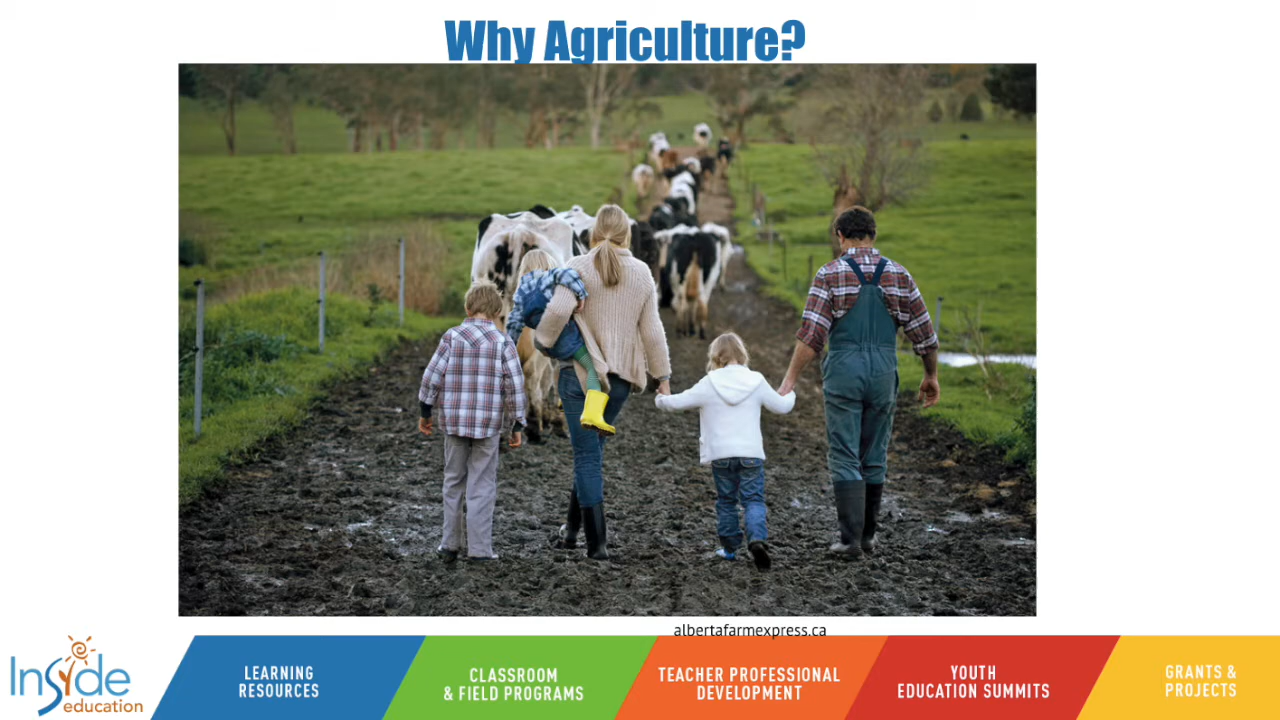 Why Agriculture?
albertafarmexpress.ca
Inside
education
LEARNING
RESOURCES
CLASSROOM
& FIELD PROGRAMS
TEACHER PROFESSIONAL
DEVELOPMENT
YOUTH
EDUCATION SUMMITS
GRANTS &
PROJECTS